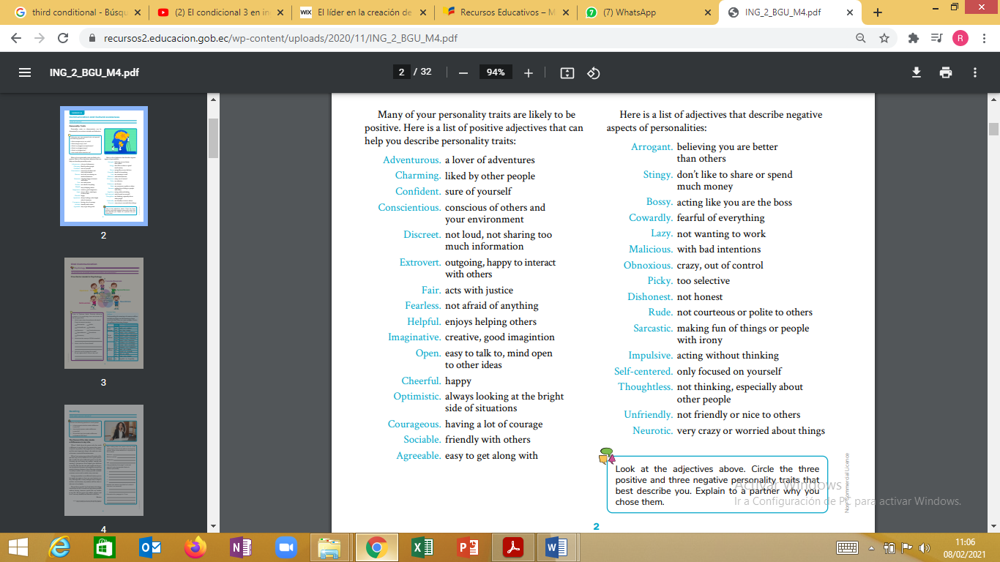 third conditional - Búsqu
(2) El condicional 3 en in
WIX El líder en la creación de
Recursos Educativos – M
(7) WhatsApp
ING_2_BGU_M4.pdf
recursos2.educacion.gob.ec/wp-content/uploads/2020/11/ING_2_BGU_M4.pdf
R
ING_2_BGU_M4.pdf
2 / 32
94%
2
3
4
Many of your personality traits are likely to be
positive. Here is a list of positive adjectives that can
help you describe personality traits:
Adventurous. a lover of adventures
Charming. liked by other people
Confident. sure of yourself
Conscientious. conscious of others and
your environment
Discreet. not loud, not sharing too
much information
Extrovert. outgoing, happy to interact
with others
Fair. acts with justice
Fearless. not afraid of anything
Helpful. enjoys helping others
Imaginative. creative, good imagintion
Open. easy to talk to, mind open
to other ideas
Cheerful. happy
Optimistic. always looking at the bright
side of situations
Courageous. having a lot of courage
Sociable. friendly with others
Agreeable. easy to get along with
Here is a list of adjectives that describe negative
aspects of personalities:
Arrogant. believing you are better
than others
Stingy. don't like to share or spend
much money
Bossy. acting like you are the boss
Cowardly. fearful of everything
Lazy. not wanting to work
Malicious. with bad intentions
Obnoxious. crazy, out of control
Picky. too selective
Dishonest. not honest
Rude. not courteous or polite to others
Sarcastic. making fun of things or people
with irony
Impulsive. acting without thinking
Self-centered. only focused on yourself
Thoughtless. not thinking, especially about
other people
Unfriendly. not friendly or nice to others
Neurotic. very crazy or worried about things
Look at the adjectives above. Circle the three
positive and three negative personality traits that
best describe you. Explain to a partner why you
chose them.
Non-Commercial Licence
2
Activar Windows
Ir a Configuración de PC para activar Windows.
11:06
08/02/2021